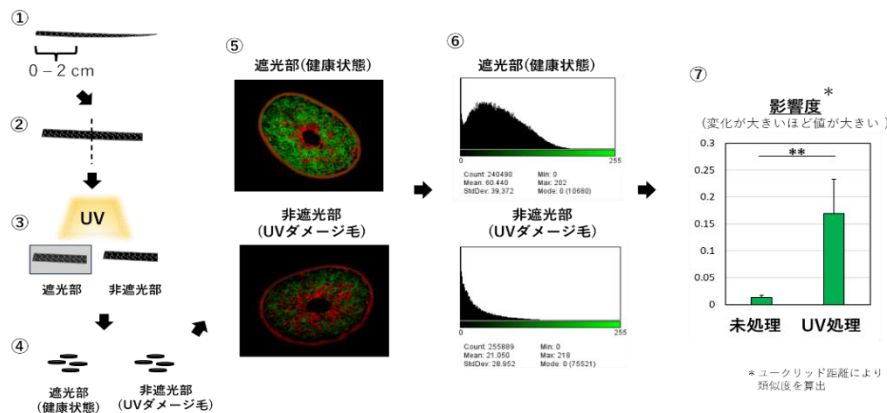 ①
0 – 2 cm
②
UV
③
遮光部 非遮光部
④
遮光部
(健康状態)
非遮光部
(UVダメージ毛)
⑤
遮光部(健康状態)
非遮光部
(UVダメージ毛)
⑥
遮光部(健康状態)
0 255
Count: 240490 Min: 0
Mean: 60.440 Max: 202
StdDev: 39.372 Mode: 0 (10680)
非遮光部
(UVダメージ毛)
0 255
Count: 255889 Min: 0
Mean: 21.050 Max: 218
StdDev: 28.952 Mode: 0 (75521)
⑦
影響度*
(変化が大きいほど値が大きい)
0.3
0.25
0.2
0.15
0.1
0.05
0
**
未処理 UV処理
*ユークリッド距離により
類似度を算出